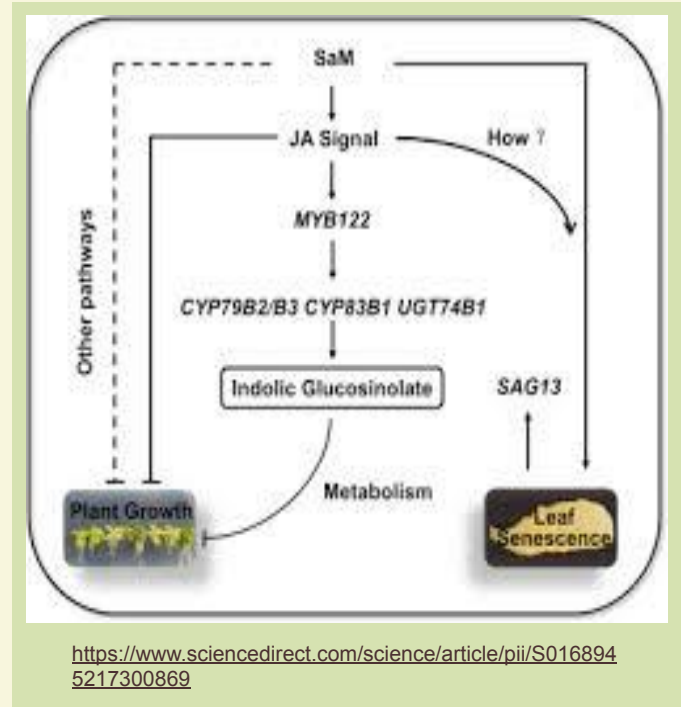 SaM
JA Signal
How ?
MYB122
Other pathways
CYP79B2/B3 CYP83B1 UGT74B1
Indolic Glucosinolate
SAG13
Metabolism
Plant Growth
Leaf
Senescence
https://www.sciencedirect.com/science/article/pii/S016894
5217300869